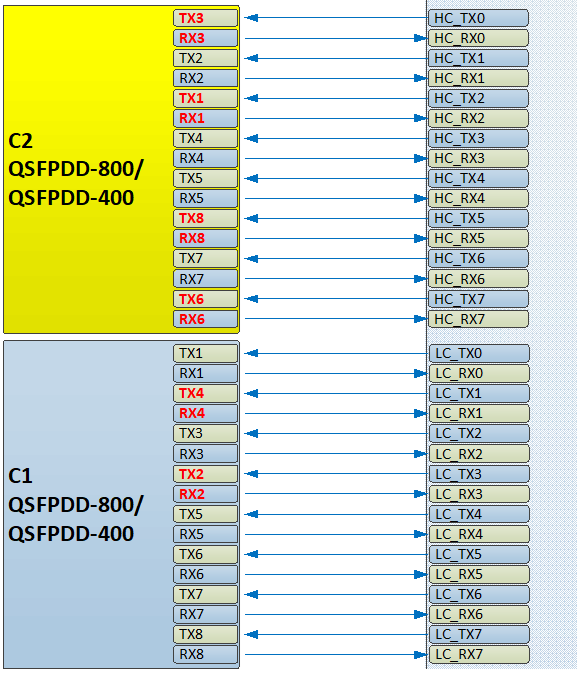 TX3 HC_TX0
RX3 HC_RX0
TX2 HC_TX1
RX2 HC_RX1
TX1 HC_TX2
RX1 HC_RX2
TX4 HC_TX3
C2
RX4 HC_RX3
QSFPDD-800/
TX5 HC_TX4
QSFPDD-400
RX5 HC_RX4
TX8 HC_TX5
RX8 HC_RX5
TX7 HC_TX6
RX7 HC_RX6
TX6 HC_TX7
RX6 HC_RX7
TX1 LC_TX0
RX1 LC_RX0
TX4 LC_TX1
RX4 LC_RX1
TX3 LC_TX2
RX3 LC_RX2
TX2 LC_TX3
C1
RX2 LC_RX3
QSFPDD-800/
TX5 LC_TX4
QSFPDD-400
RX5 LC_RX4
TX6 LC_TX5
RX6 LC_RX5
TX7 LC_TX6
RX7 LC_RX6
TX8 LC_TX7
RX8 LC_RX7